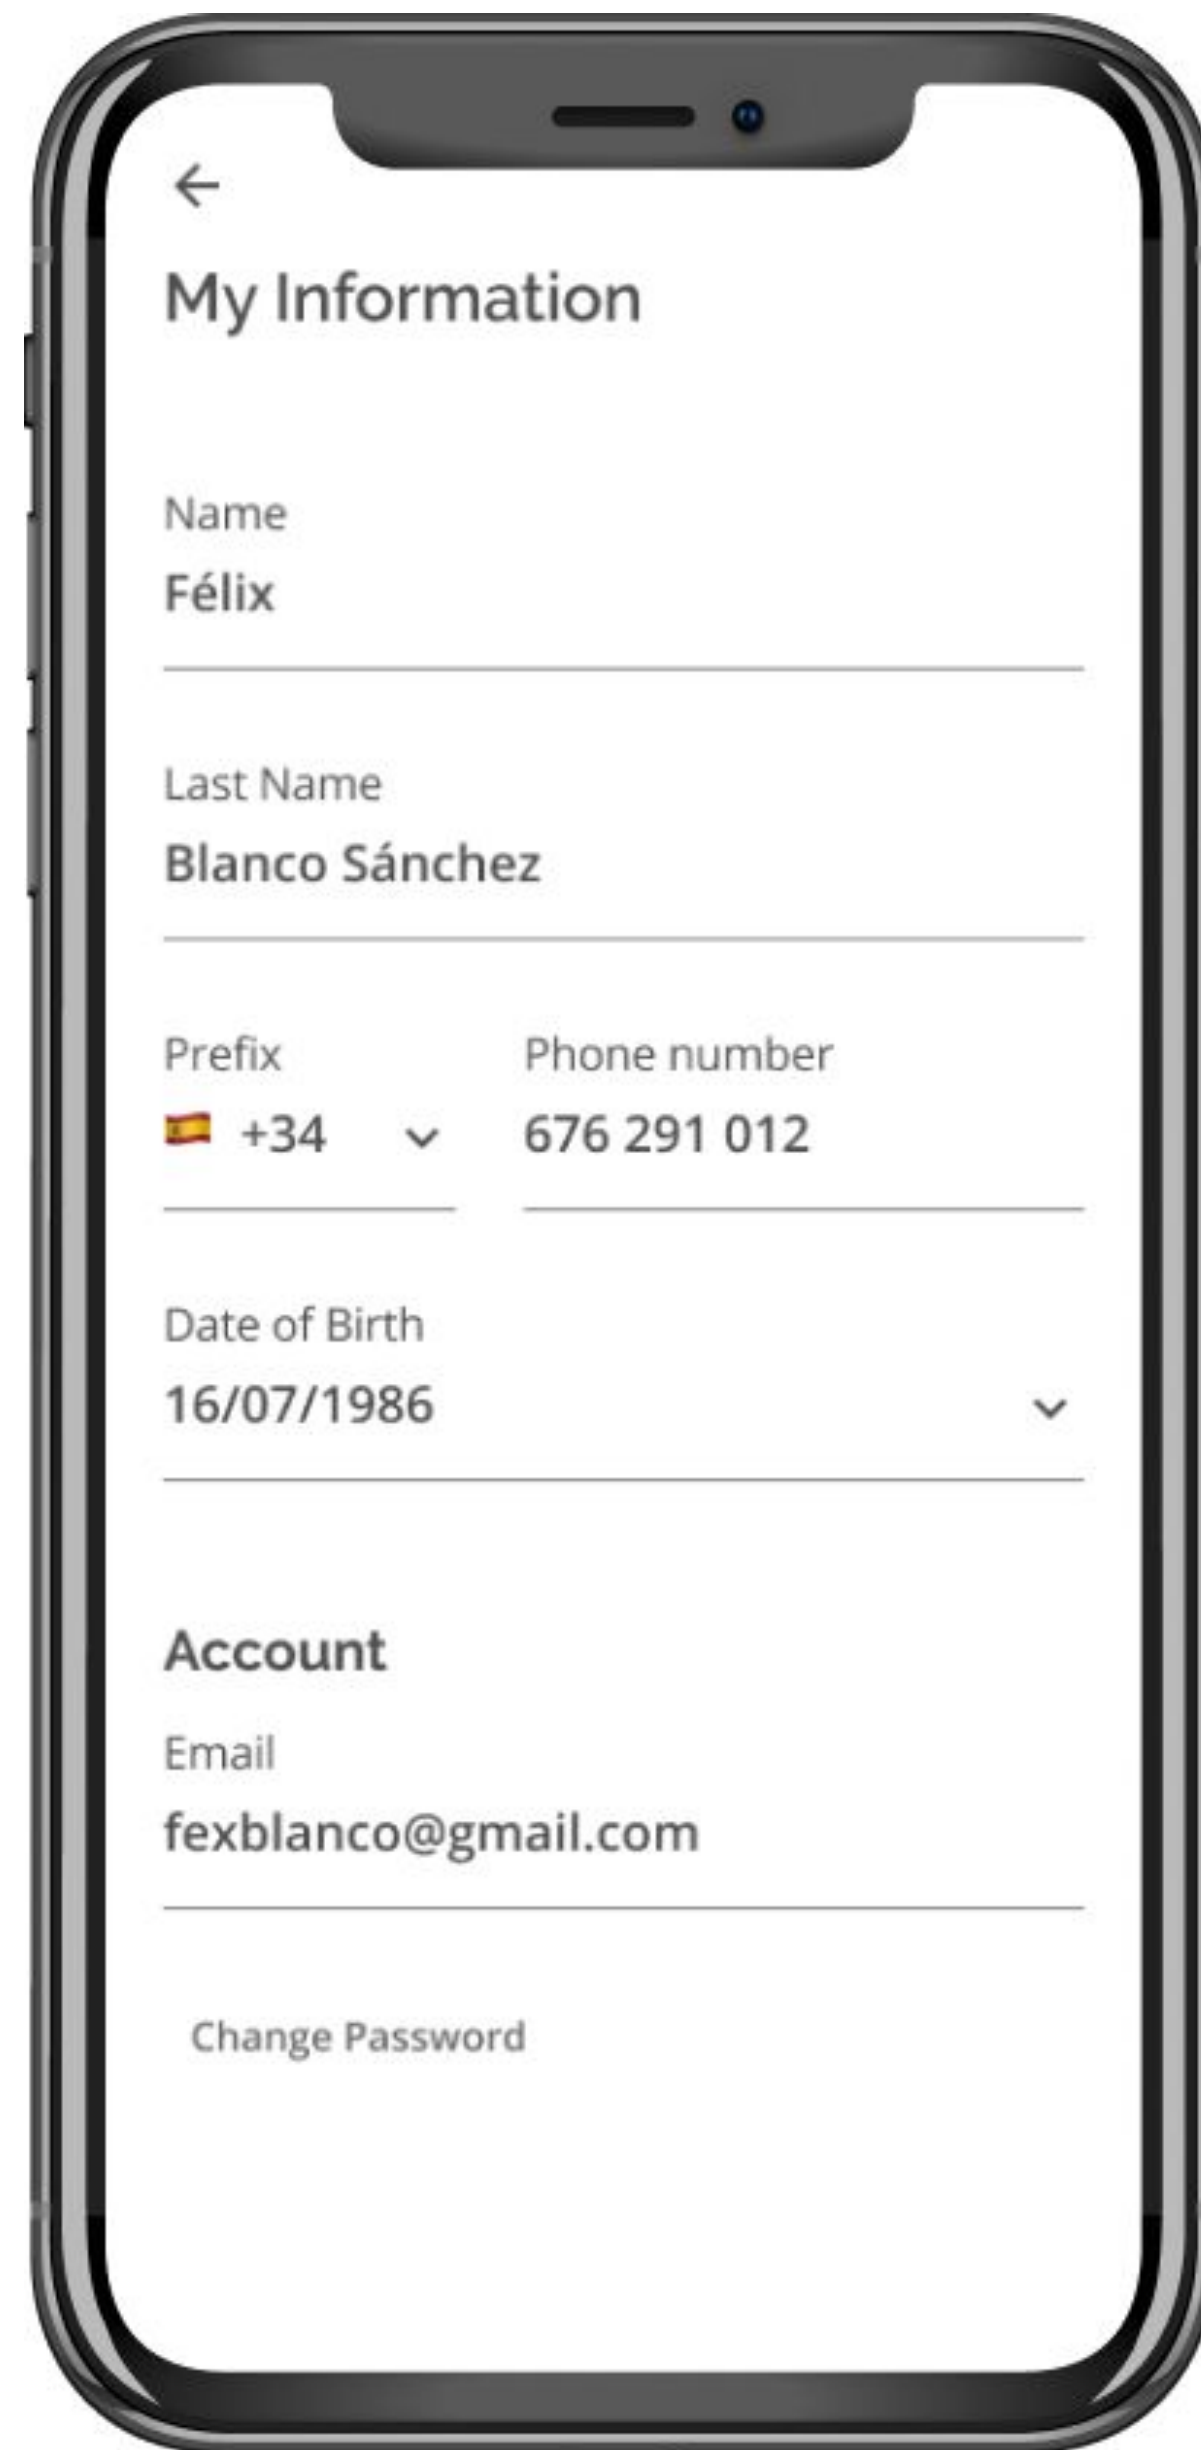 My Information
Name
Félix
Last Name
Blanco Sánchez
Prefix Phone number
+34 676 291 012
Date of Birth
16/07/1986
Account
Email
fexblanco@gmail.com
Change Password